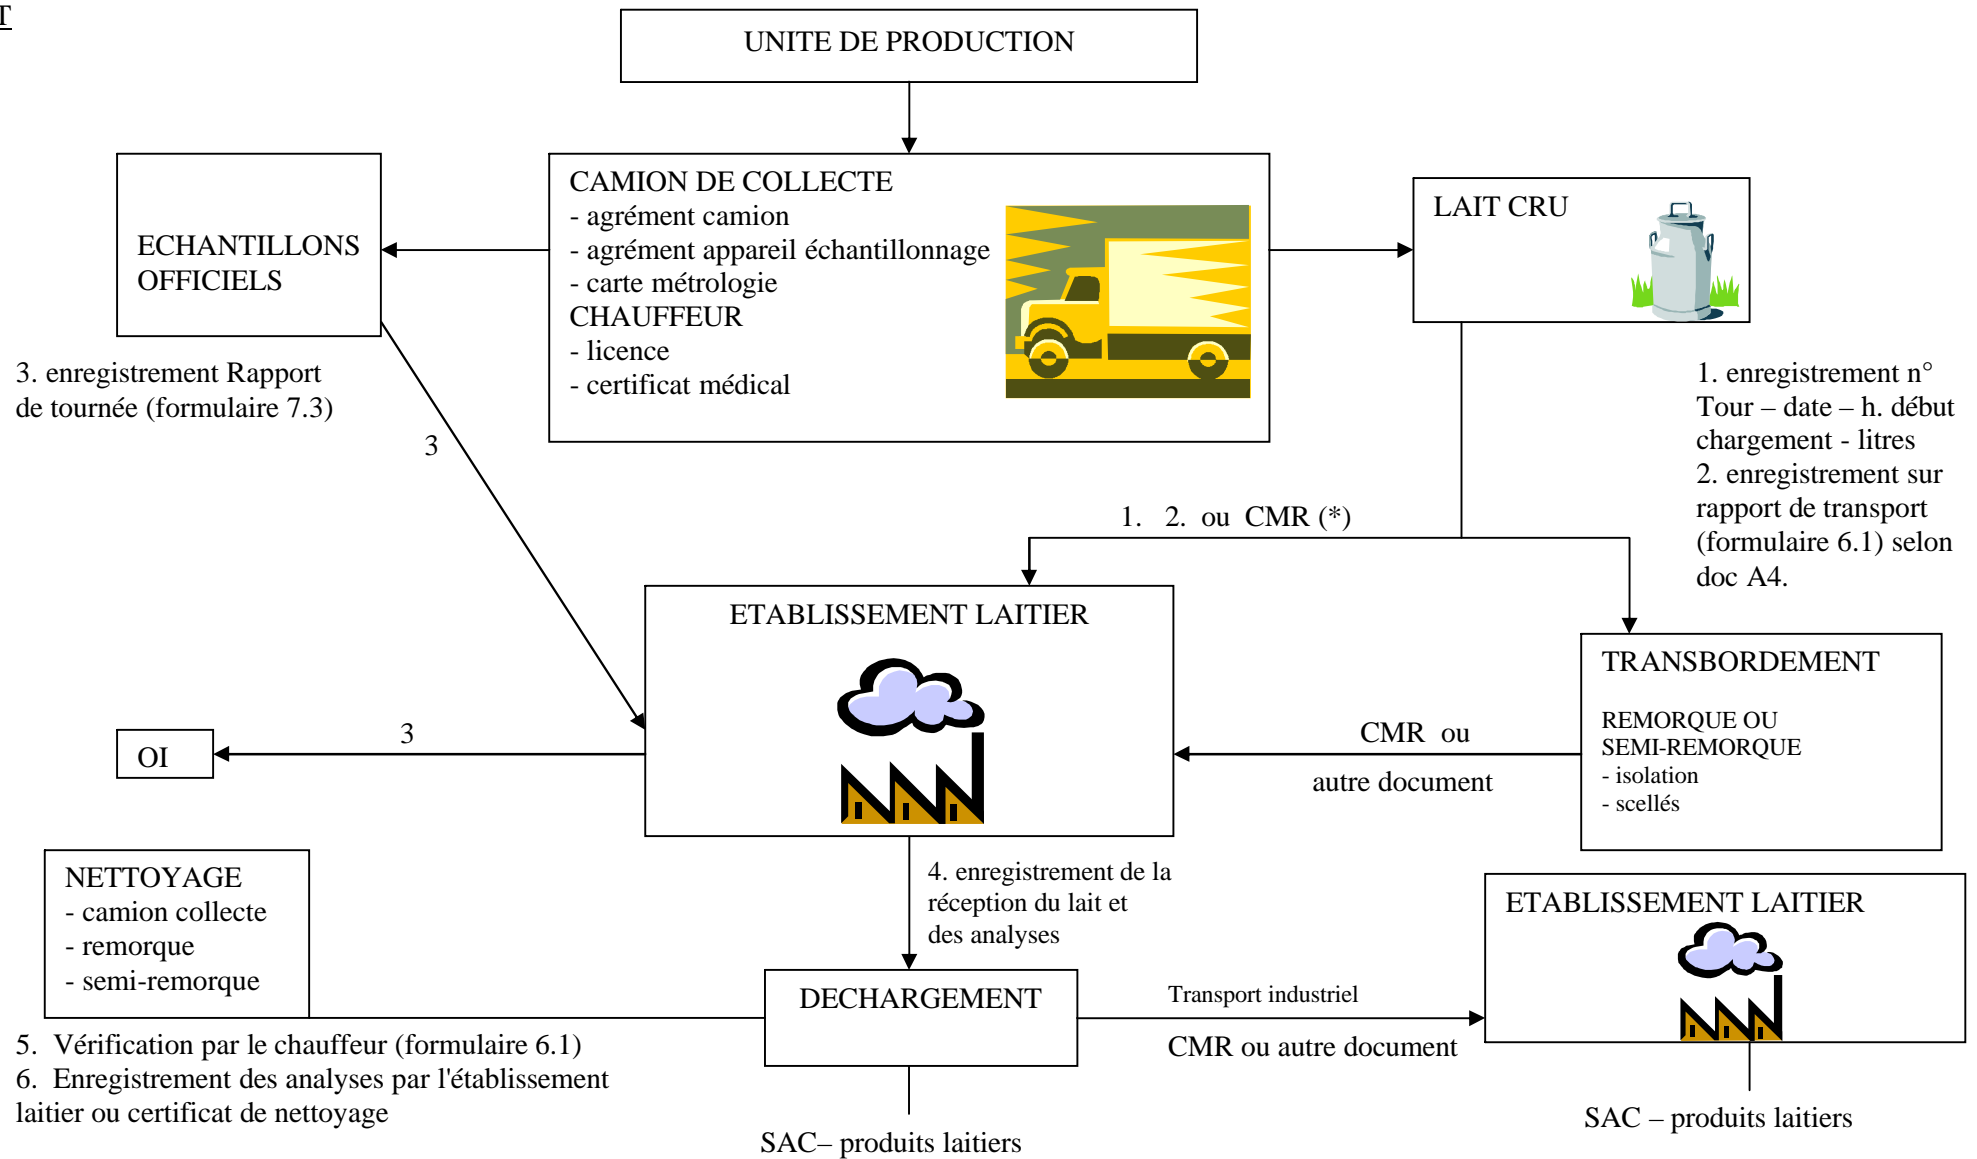 T
UNITE DE PRODUCTION
ECHANTILLONS
OFFICIELS
CAMION DE COLLECTE
- agrément camion
- agrément appareil échantillonnage
- carte métrologie
CHAUFFEUR
- licence
- certificat médical
LAIT CRU
3. enregistrement Rapport
de tournée (formulaire 7.3)
3
1. enregistrement n°
Tour – date – h. début
chargement - litres
2. enregistrement sur
rapport de transport
(formulaire 6.1) selon
doc A4.
1. 2. ou CMR (*)
ETABLISSEMENT LAITIER
TRANSBORDEMENT
REMORQUE OU
SEMI-REMORQUE
- isolation
- scellés
OI
3
CMR ou
autre document
NETTOYAGE
- camion collecte
- remorque
- semi-remorque
4. enregistrement de la
réception du lait et
des analyses
ETABLISSEMENT LAITIER
DECHARGEMENT
Transport industriel
CMR ou autre document
5. Vérification par le chauffeur (formulaire 6.1)
6. Enregistrement des analyses par l'établissement
laitier ou certificat de nettoyage
SAC– produits laitiers
SAC – produits laitiers